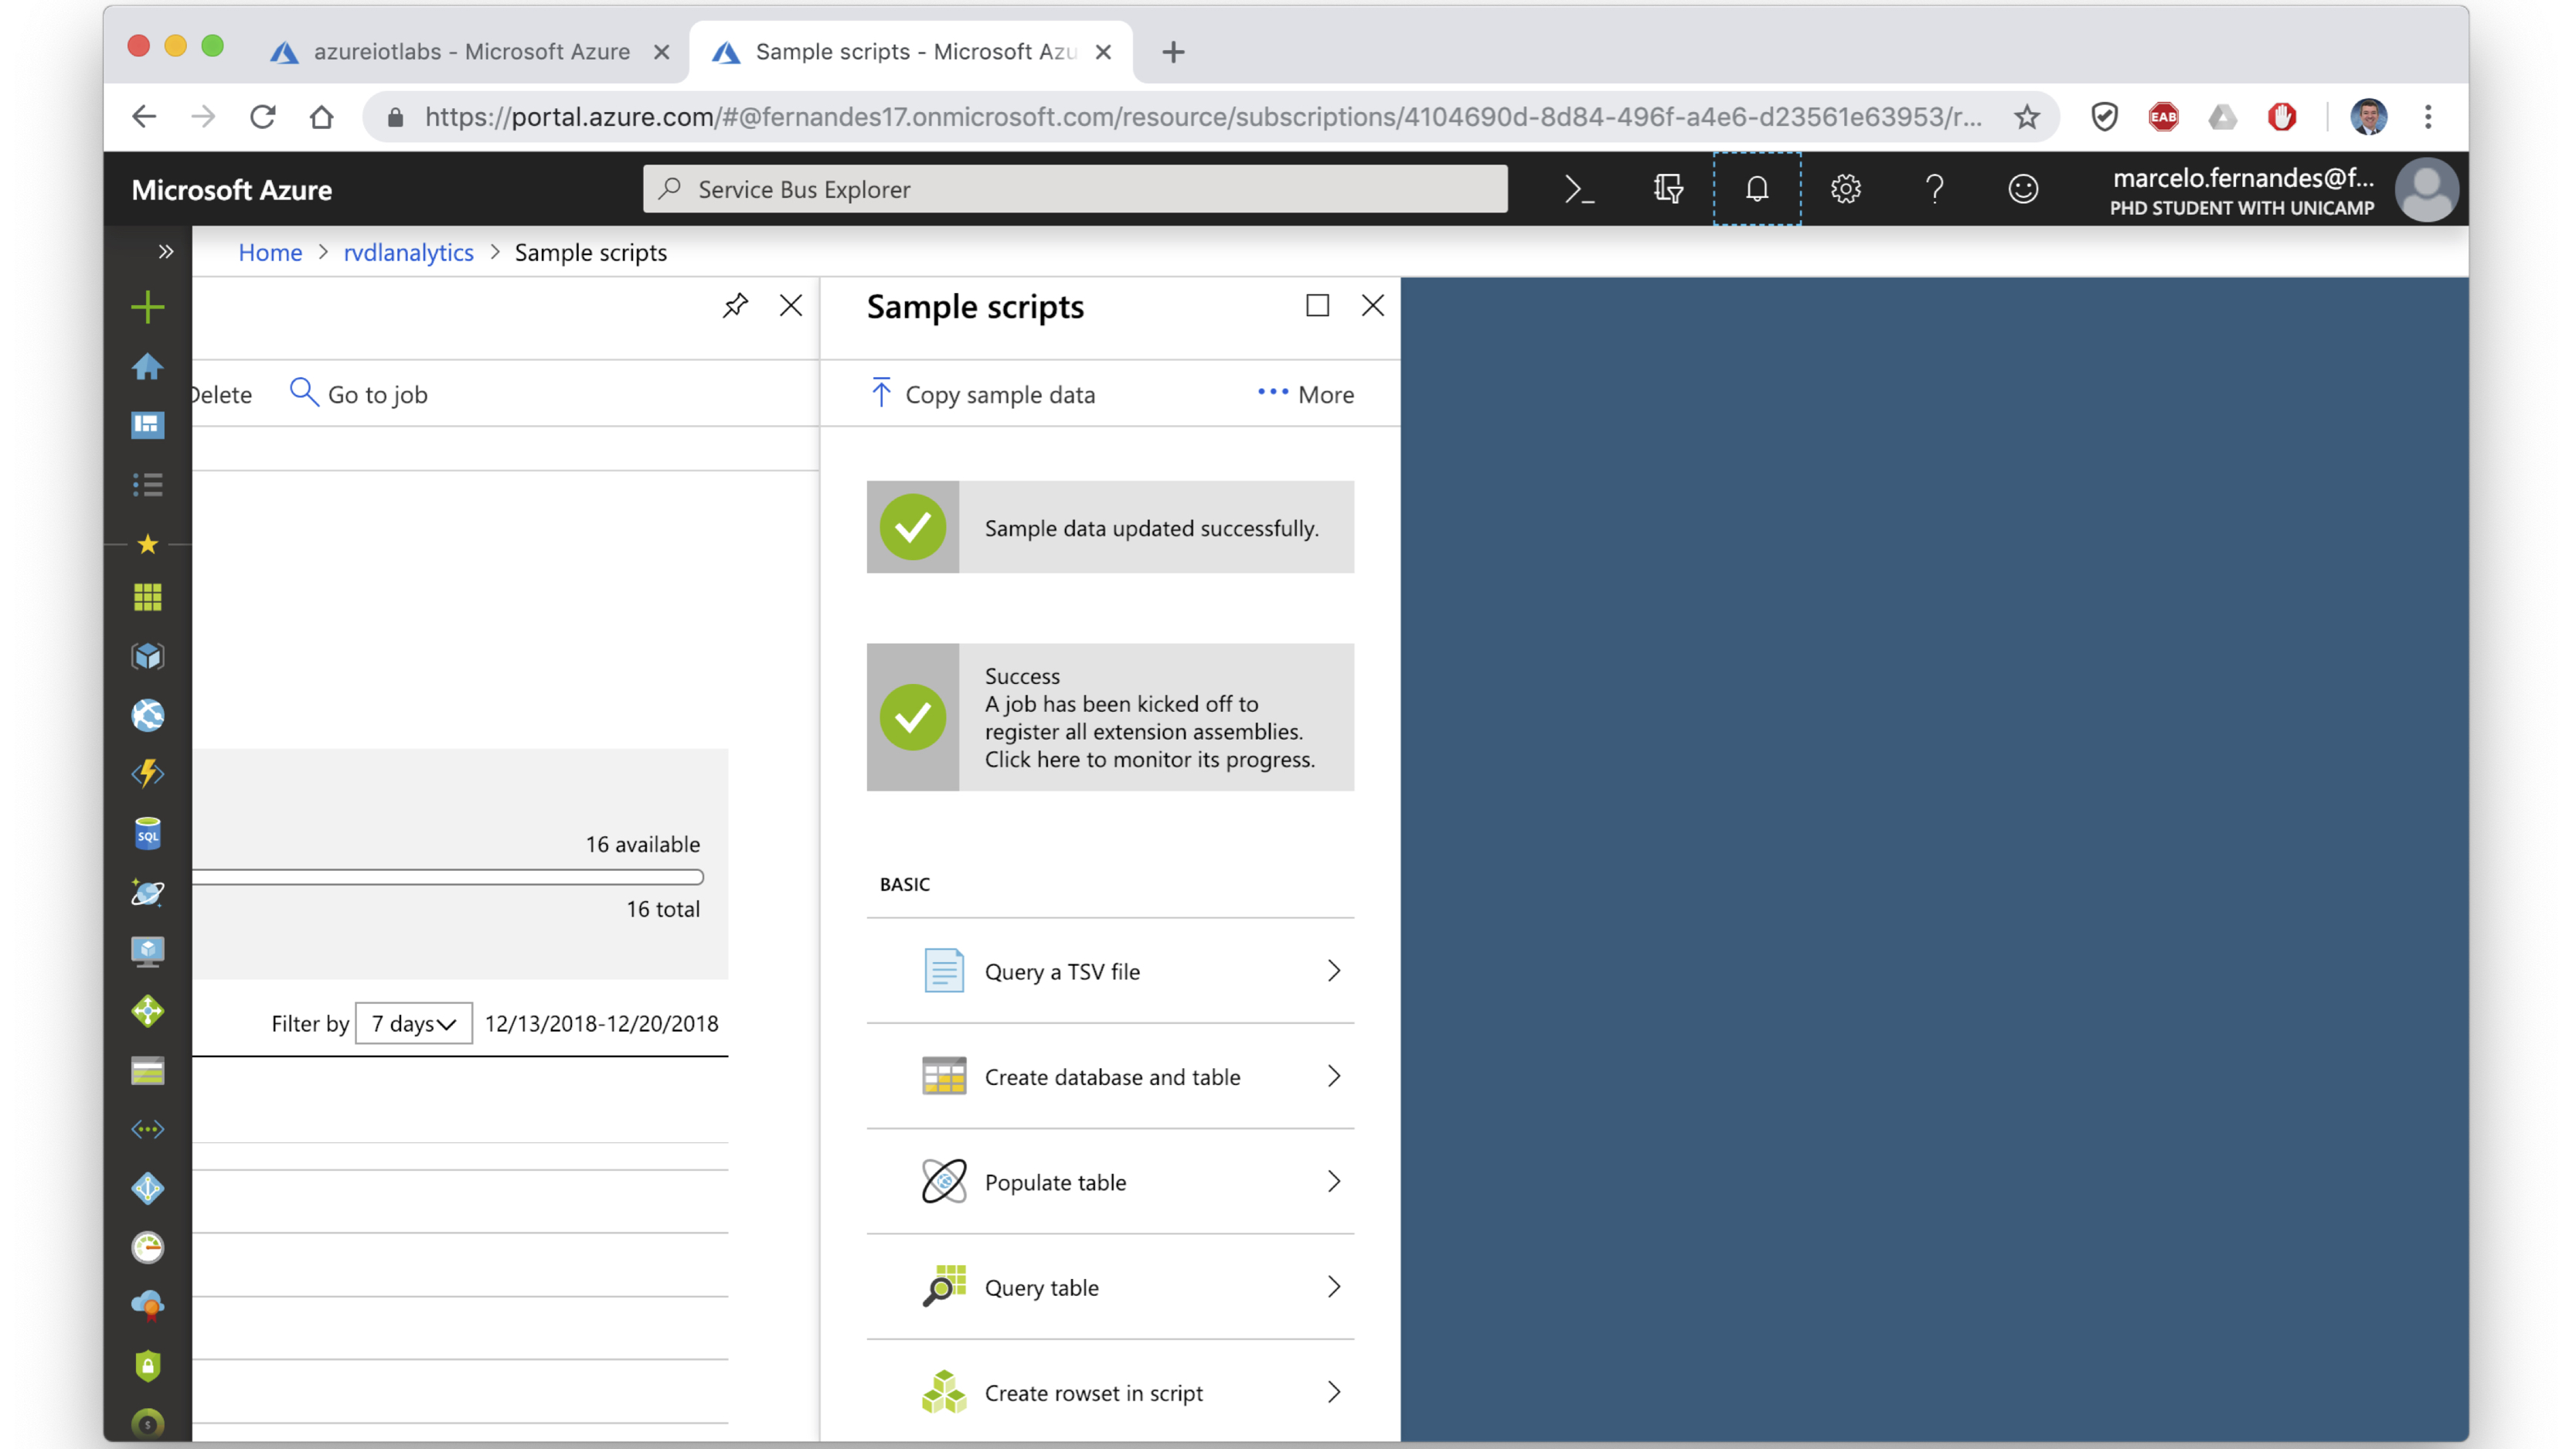 azureiotlabs - Microsoft Azure
Sample scripts - Microsoft Azu
https://portal.azure.com/#@fernandes17.onmicrosoft.com/resource/subscriptions/4104690d-8d84-496f-a4e6-d23561e63953/r...
EAB
Microsoft Azure
Service Bus Explorer
marcelo.fernandes@f...
PHD STUDENT WITH UNICAMP
Home > rvdlanalytics > Sample scripts
Sample scripts
Delete
Go to job
Copy sample data
More
Sample data updated successfully.
Success
A job has been kicked off to
register all extension assemblies.
Click here to monitor its progress.
SQL
16 available
16 total
BASIC
Query a TSV file
Filter by 7 days 12/13/2018-12/20/2018
Create database and table
Populate table
Query table
Create rowset in script